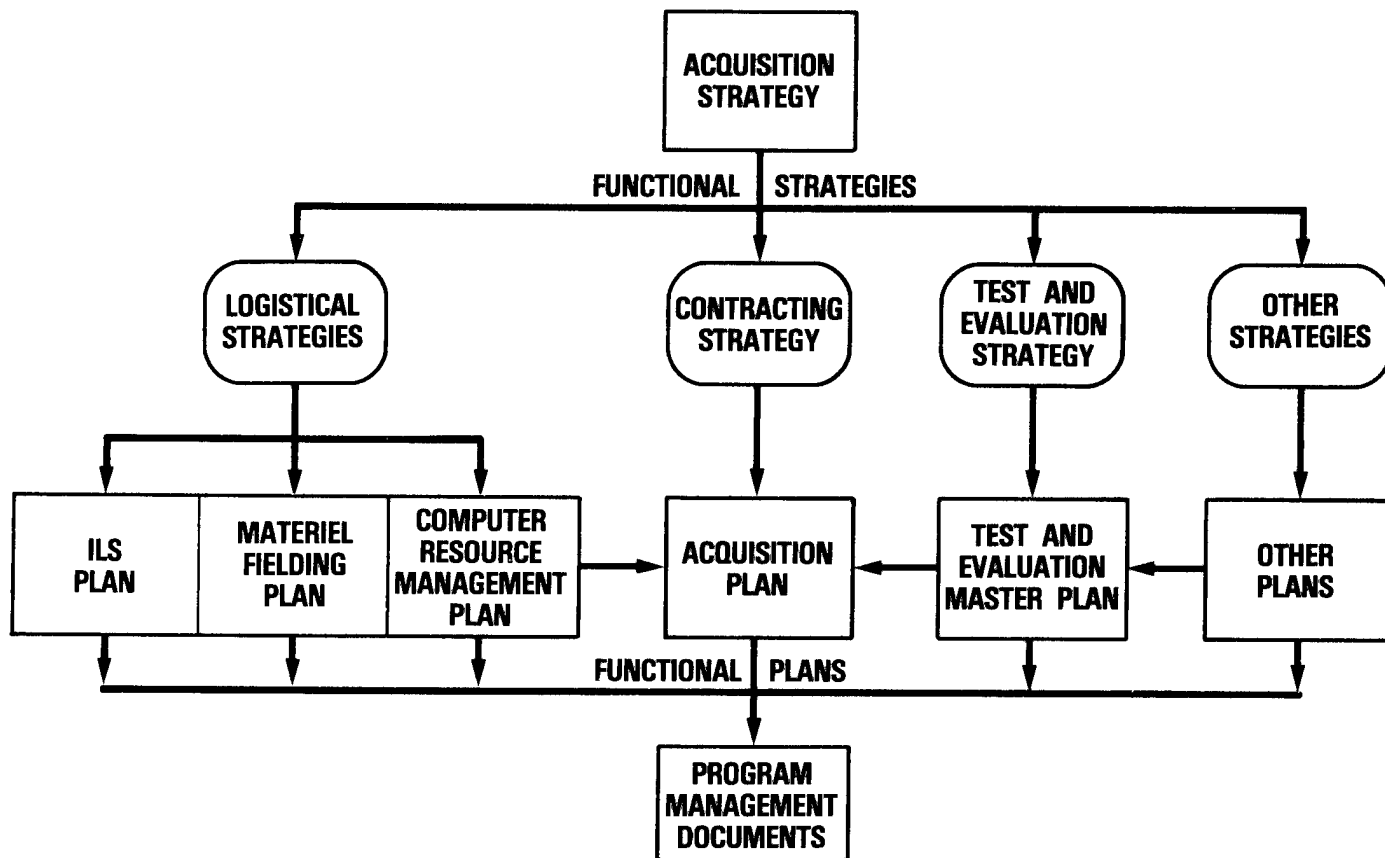 ACQUISITION
STRATEGY
FUNCTIONAL STRATEGIES
LOGISTICAL
STRATEGIES
CONTRACTING
STRATEGY
TEST AND
EVALUATION
STRATEGY
OTHER
STRATEGIES
ILS
PLAN
MATERIEL
FIELDING
PLAN
COMPUTER
RESOURCE
MANAGEMENT
PLAN
ACQUISITION
PLAN
TEST AND
EVALUATION
MASTER PLAN
OTHER
PLANS
FUNCTIONAL PLANS
PROGRAM
MANAGEMENT
DOCUMENTS